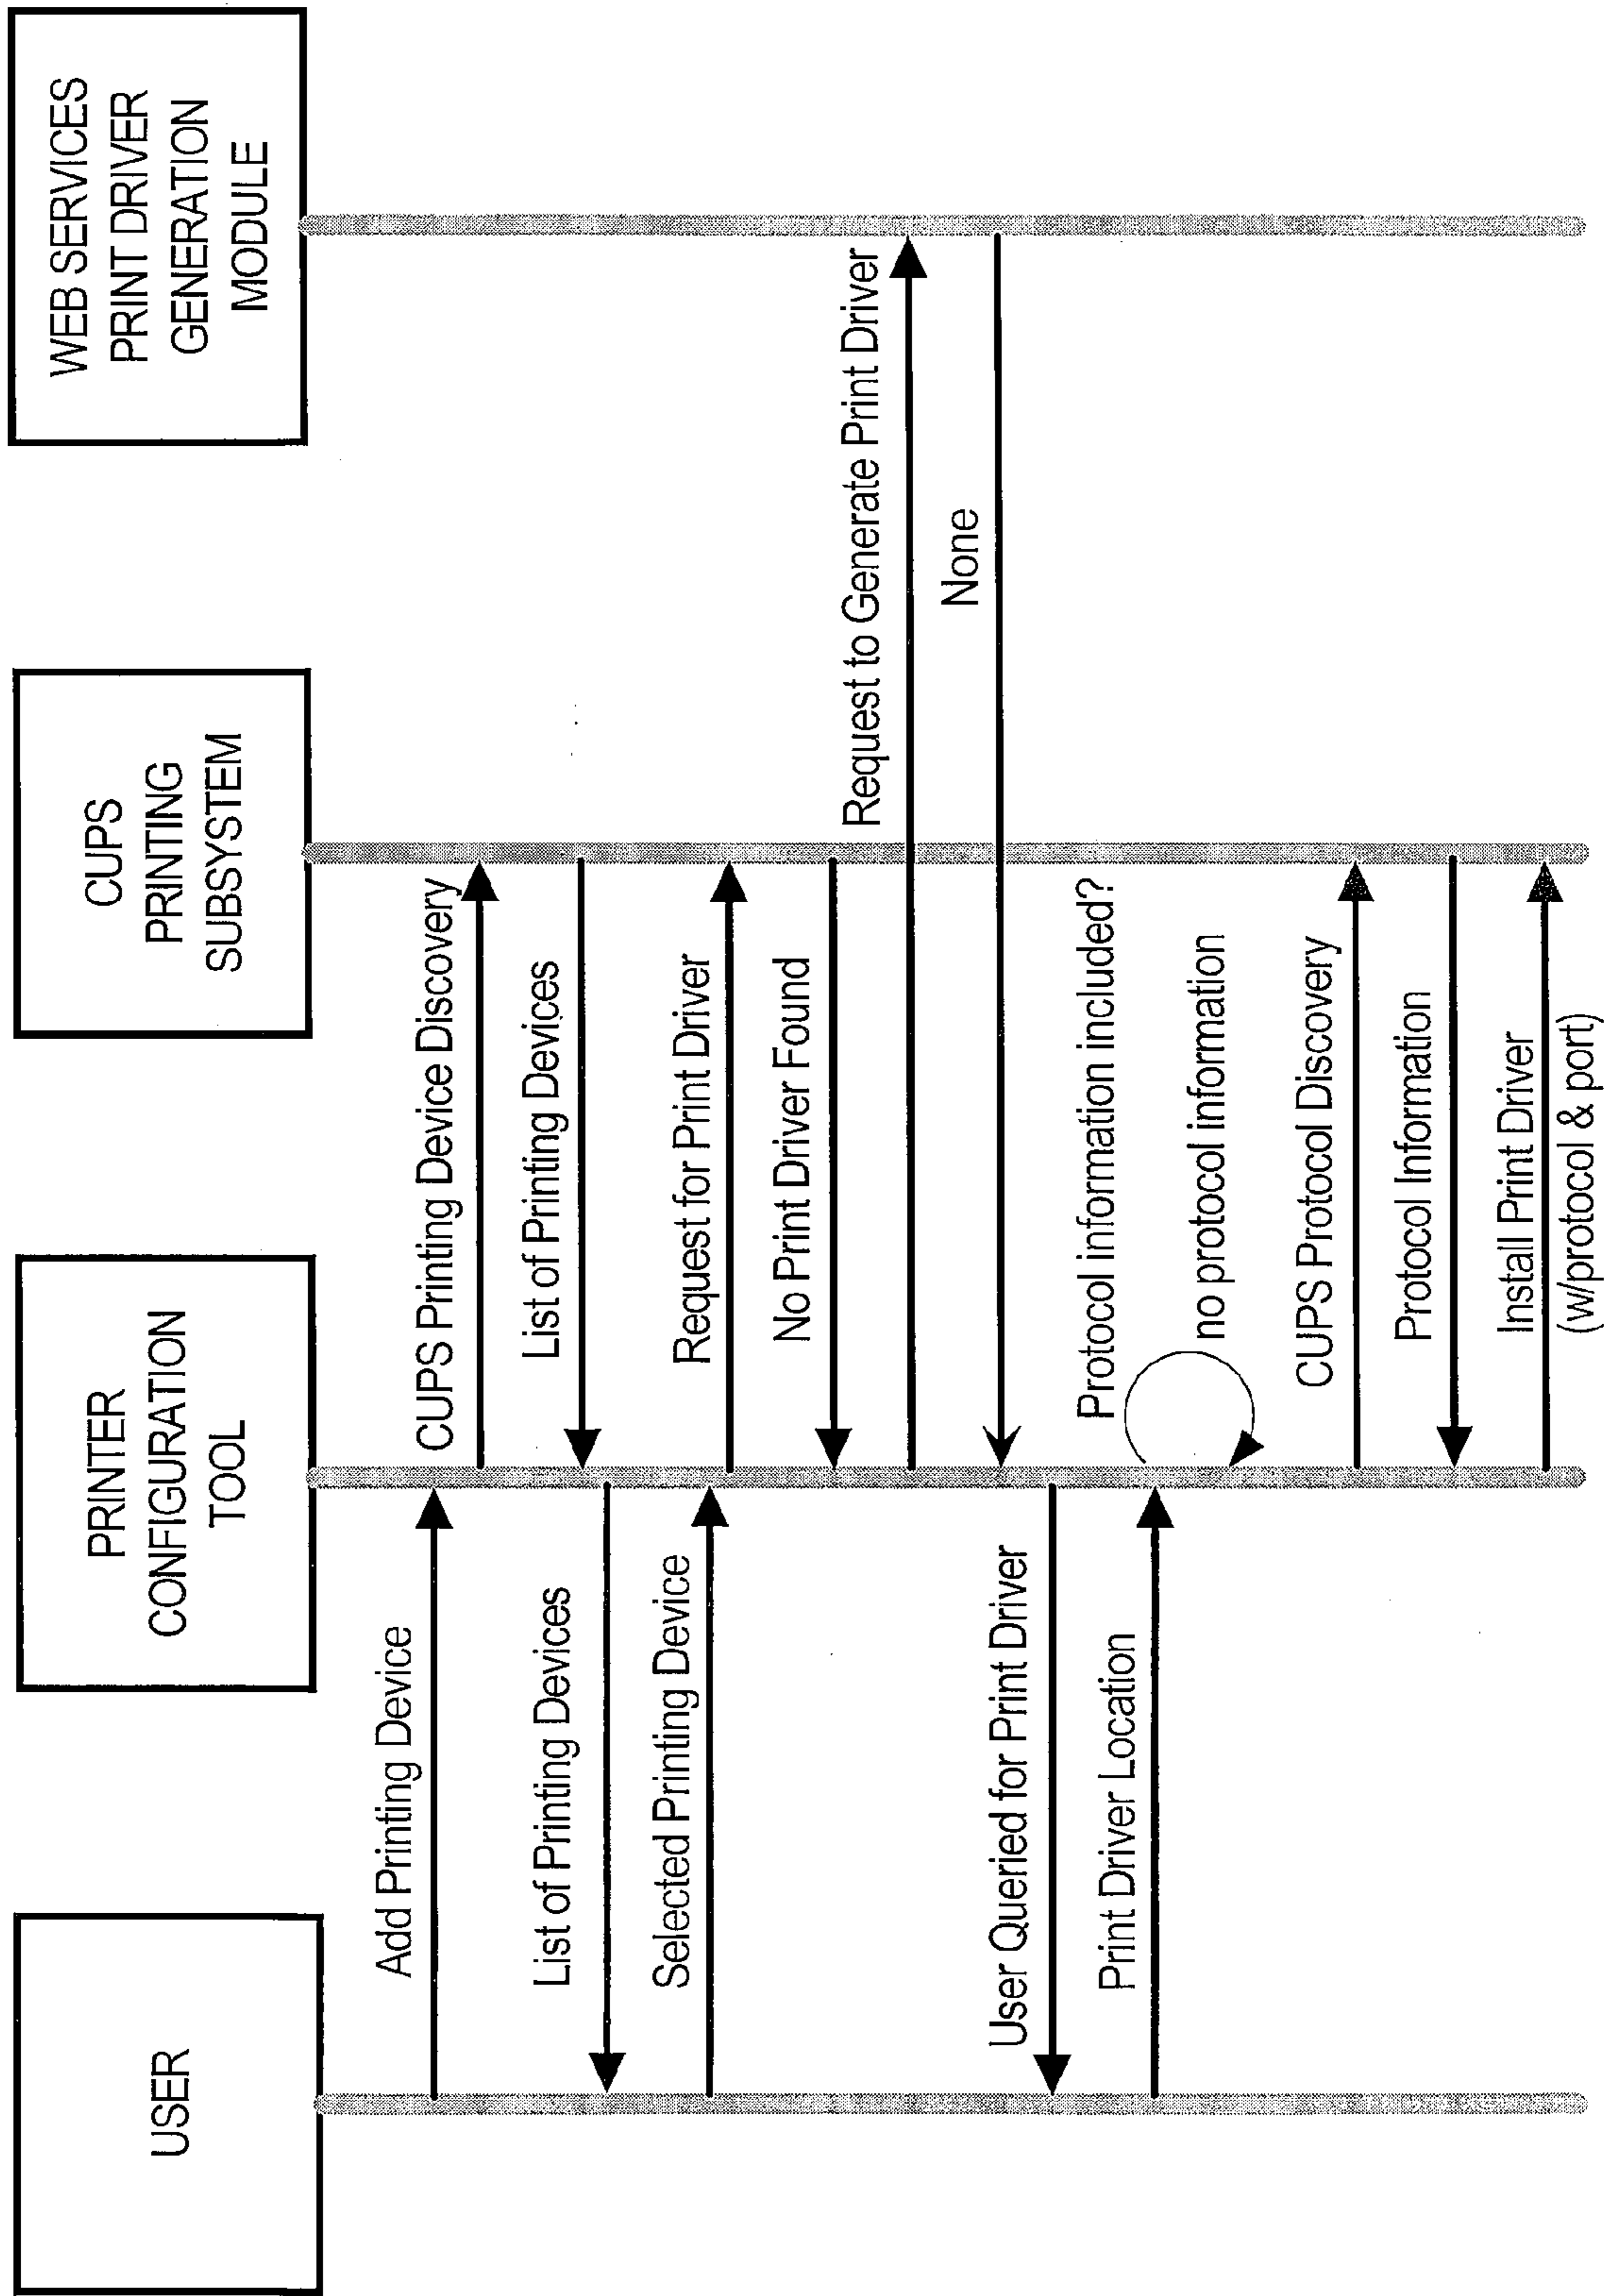 USER
PRINTER
CONFIGURATION
TOOL
CUPS
PRINTING
SUBSYSTEM
WEB SERVICES
PRINT DRIVER
GENERATION
MODULE
Add Printing Device
CUPS Printing Device Discovery
List of Printing Devices
List of Printing Devices
Selected Printing Device
Request for Print Driver
No Print Driver Found
Request to Generate Print Driver
None
User Queried for Print Driver
Print Driver Location
Protocol information included?
no protocol information
CUPS Protocol Discovery
Protocol Information
Install Print Driver
(w/protocol & port)